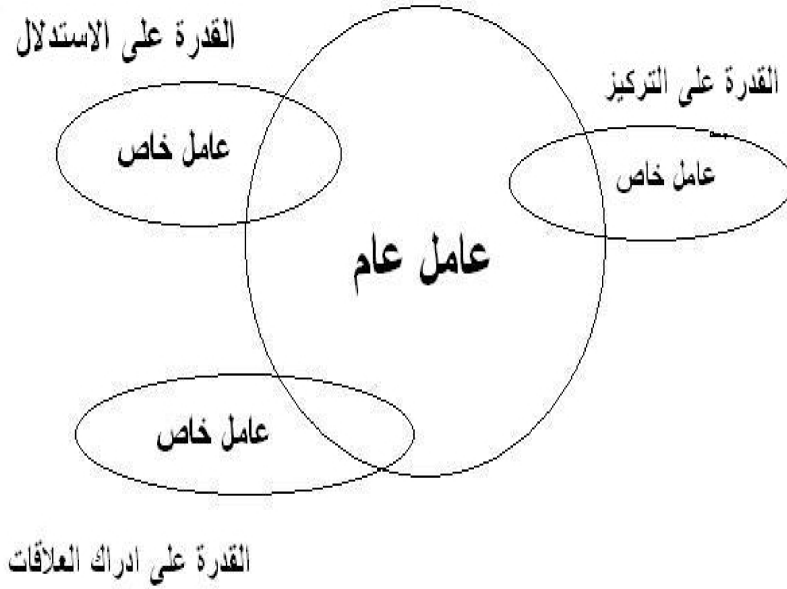 القدرة على الاستدلال
القدرة على التركيز
عامل خاص
عامل خاص
عامل عام
عامل خاص
القدرة على ادراك العلاقات